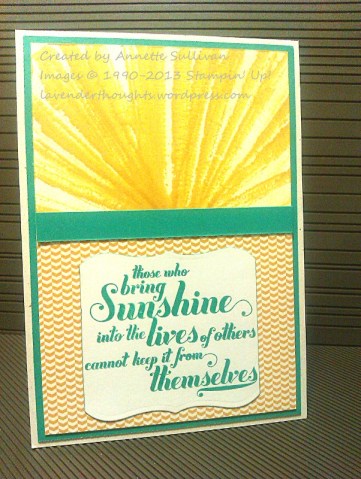 Created by Annette Sullivan
Images © 1990-2013 Stampin' Up!
lavenderthoughts.wordpress.com
those who
bring
Sunshine
into the lives of others
cannot keep it from
themselves